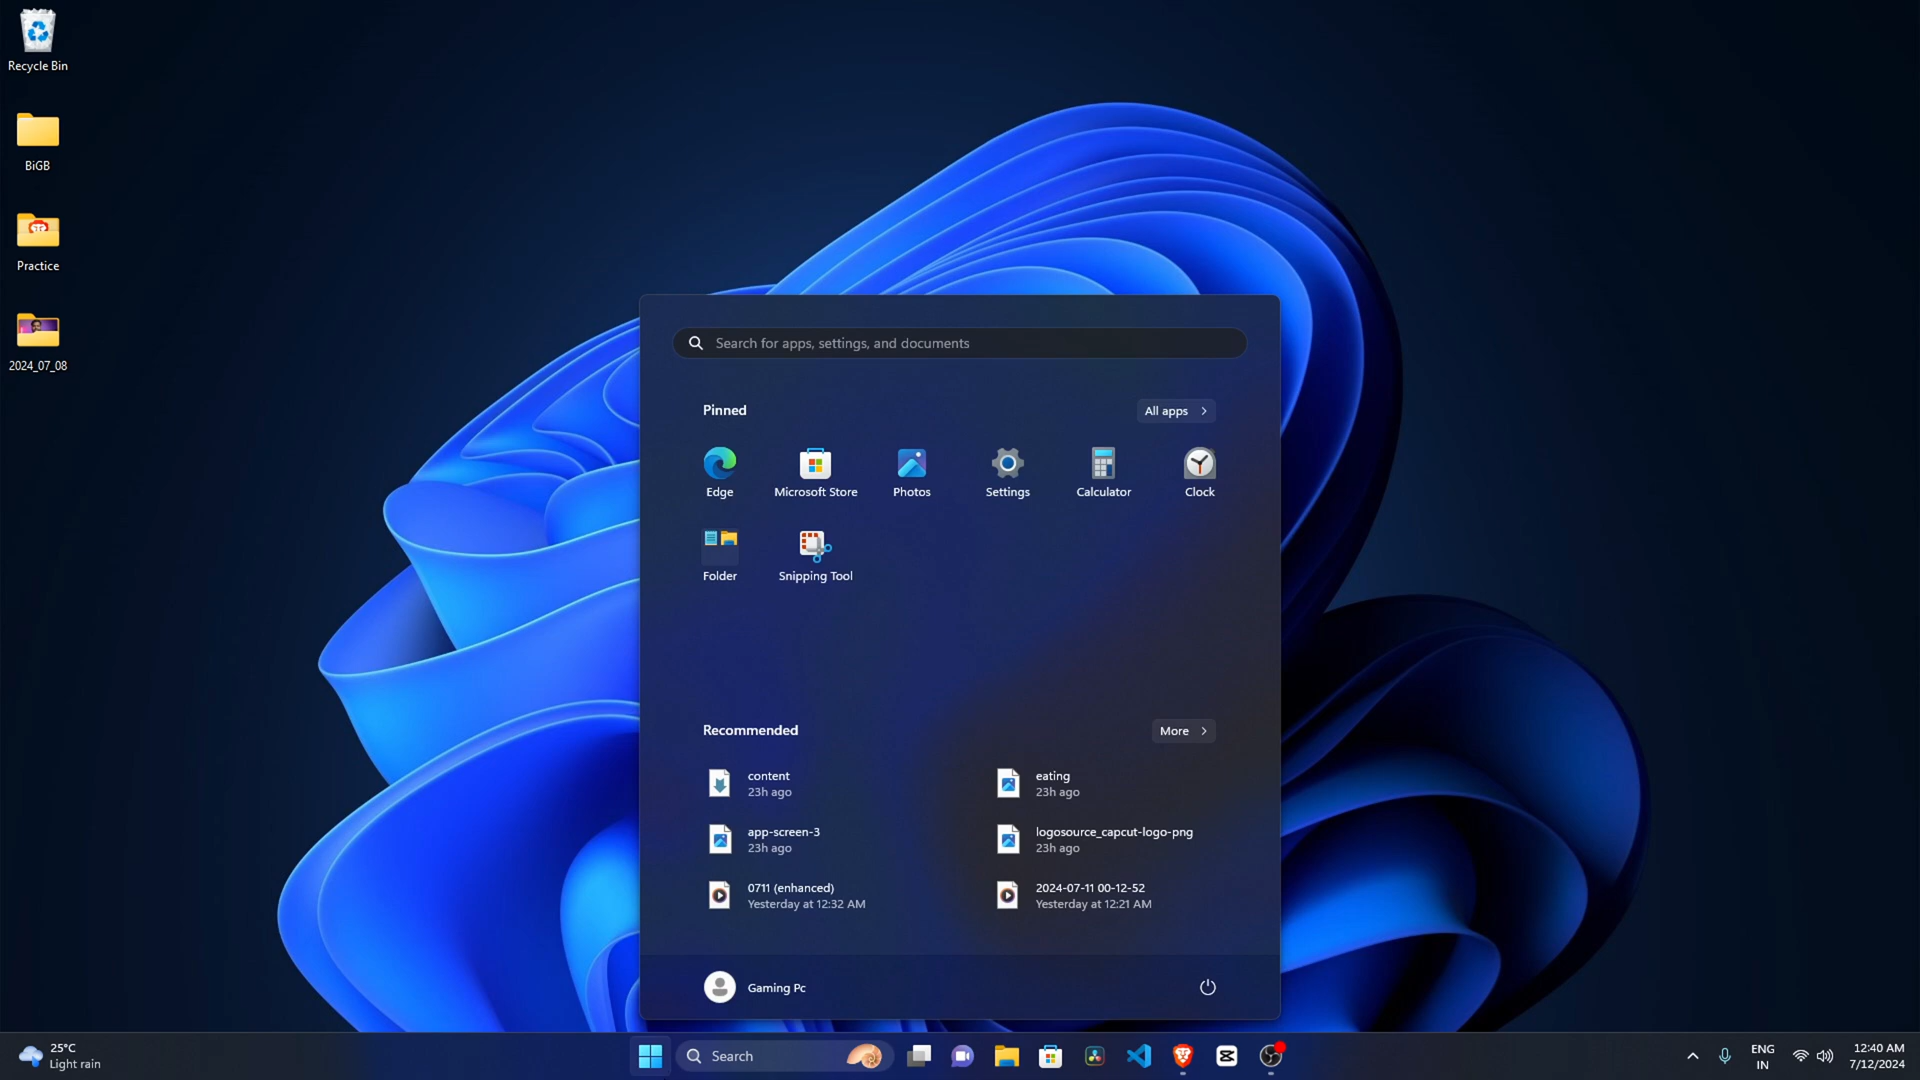 Recycle Bin
BiGB
Practice
2024_07_08
Search for apps, settings, and documents
Pinned
All apps
Edge
Microsoft Store
Photos
Settings
Calculator
Clock
Folder
Snipping Tool
Recommended
More
content
23h ago
eating
23h ago
app-screen-3
23h ago
logosource_capcut-logo-png
23h ago
0711 (enhanced)
Yesterday at 12:32 AM
2024-07-11 00-12-52
Yesterday at 12:21 AM
Gaming Pc
25°C
Light rain
Search
ENG
IN
12:40 AM
7/12/2024